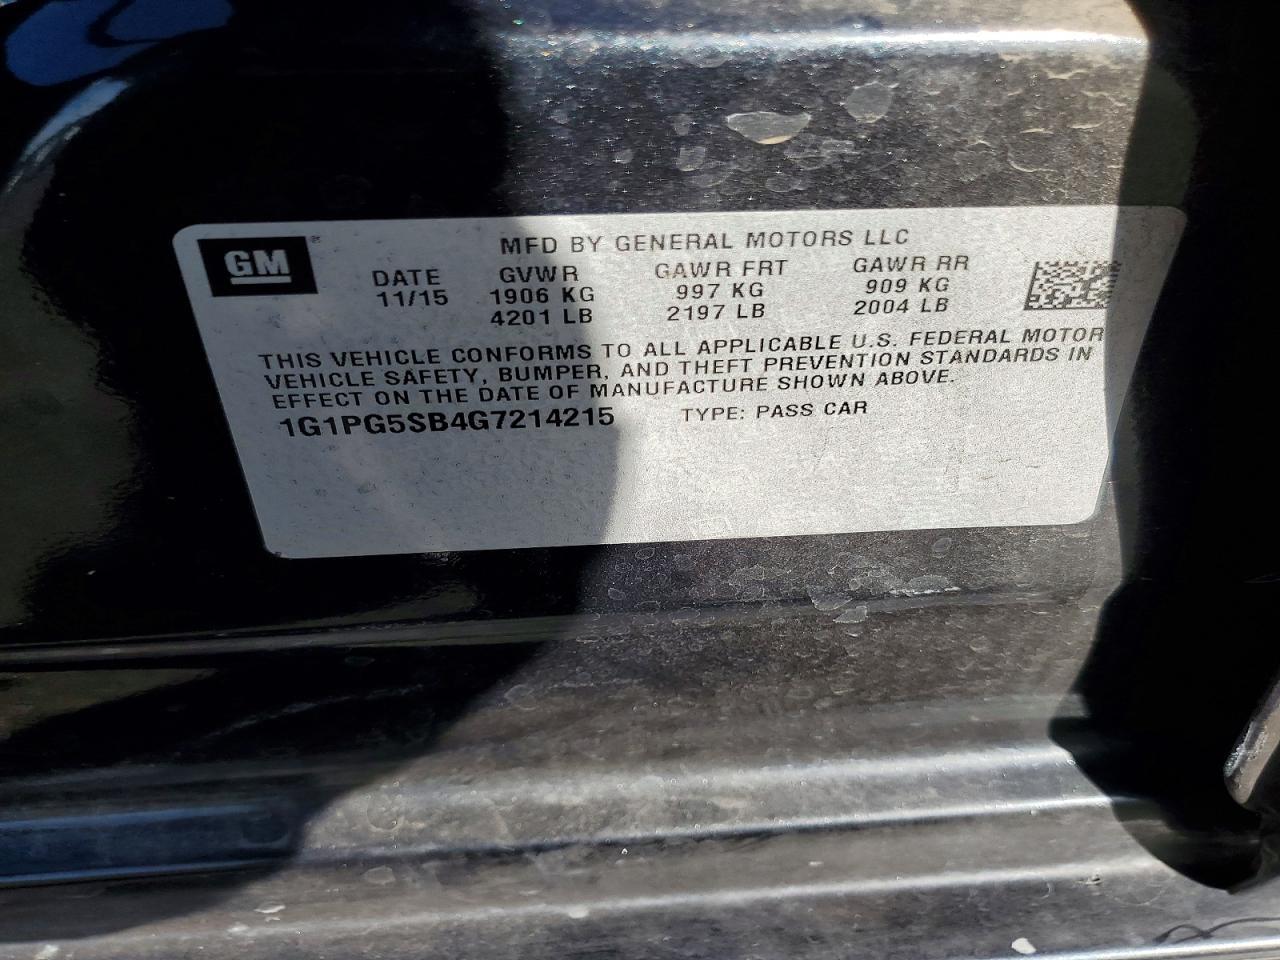 GM
MFD BY GENERAL MOTORS LLC
DATE GVWR GAWR FRT GAWR RR
11/15 1906 KG 997 KG 909 KG
4201 LB 2197 LB 2004 LB
THIS VEHICLE CONFORMS TO ALL APPLICABLE U.S. FEDERAL MOTOR
VEHICLE SAFETY, BUMPER, AND THEFT PREVENTION STANDARDS IN
EFFECT ON THE DATE OF MANUFACTURE SHOWN ABOVE.
1G1PG5SB4G7214215 TYPE: PASS CAR